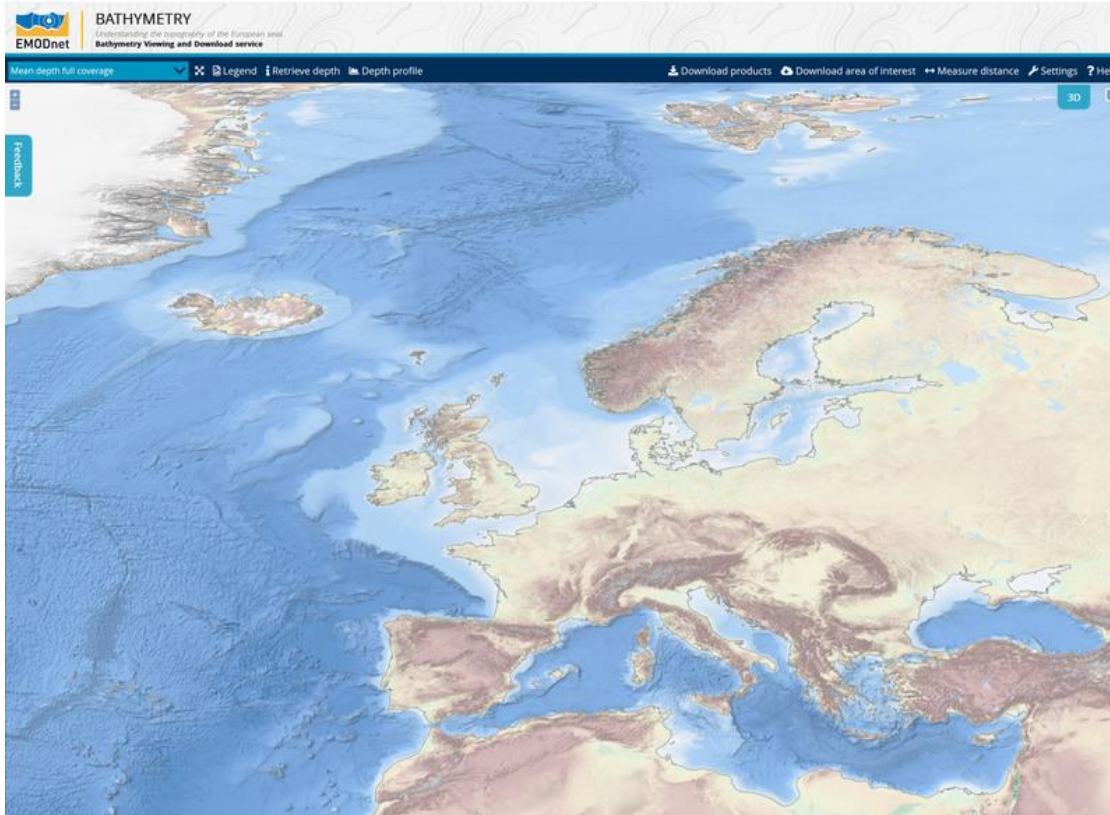 BATHYMETRY
Understanding the topography of the European seas
EMODnet
Bathymetry Viewing and Download service
Mean depth full coverage
Legend
Retrieve depth
Depth profile
Download products
Download area of interest
Measure distance
Settings
? He
3D
Feedback